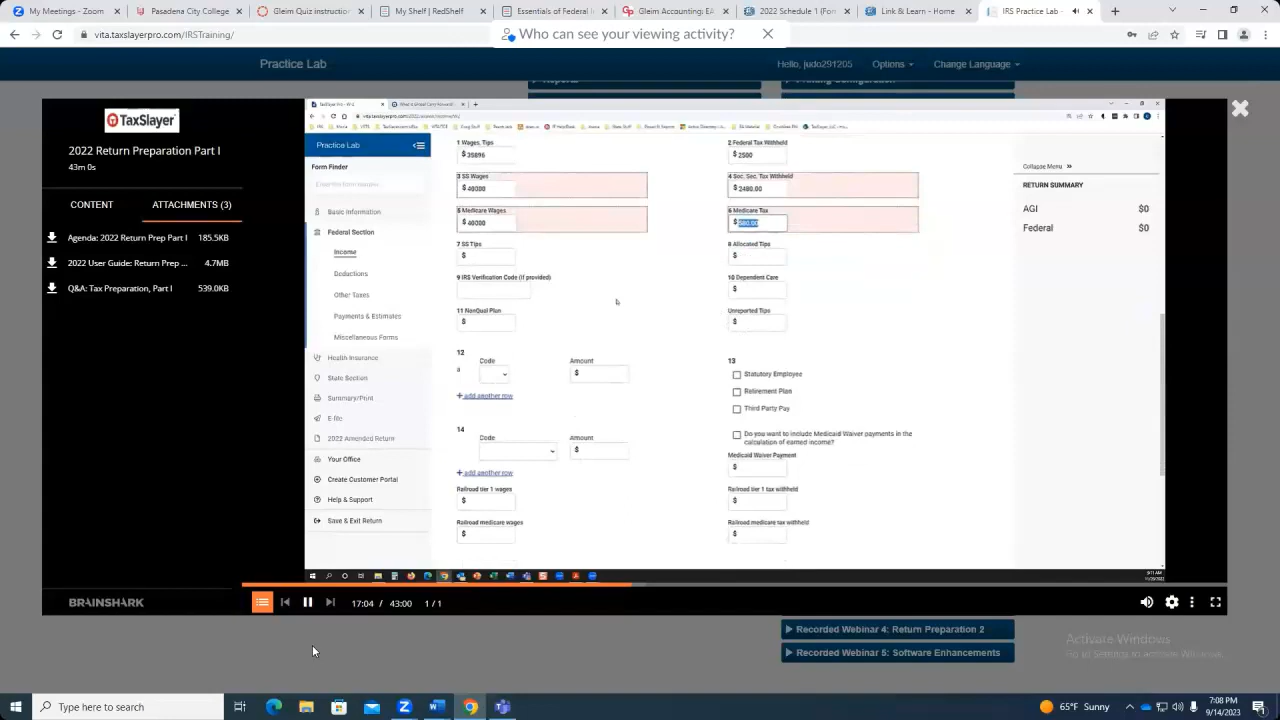 Zoom Meetings
Pasadena City College -
Gleim Instructor
My Shelf | RedShelf
Essentials of Federal I
Gleim Accounting EA
2022 Schedule 1 (For
Link & Learn - Home
IRS Practice Lab
vita.taxslayerpro.com/IRSTraining/
Who can see your viewing activity?
Practice Lab
Hello, judo291205
Options
Change Language
TaxSlayer
2022 Return Preparation Part I
43m 0s
CONTENT
ATTACHMENTS (3)
2022 User Guide: Return Prep ...
4.7MB
Q&A: Tax Preparation, Part I
539.0KB
BRAINSHARK
Practice Lab
Form Finder
Basic Information
Federal Section
Income
Deductions
Other Taxes
Payments & Estimates
Miscellaneous Forms
Health Insurance
State Section
Summary/Print
E-file
2022 Amended Return
Your Office
Create Customer Portal
Help & Support
Save & Exit Return
1 Wages, Tips
$ 35896
2 Federal Tax Withheld
$ 2500
3 SS Wages
$ 40000
4 Soc. Sec. Tax Withheld
$ 2480.00
5 Medicare Wages
$ 40000
6 Medicare Tax
$ 580.00
7 SS Tips
$
8 Allocated Tips
$
9 IRS Verification Code (if provided)
10 Dependent Care
$
11 NonQual Plan
$
Unreported Tips
$
12
Code
Amount
a
$
+ add another row
13
Statutory Employee
Retirement Plan
Third Party Pay
14
Code
Amount
$
+ add another row
Do you want to include Medicaid Waiver payments in the
calculation of earned income?
Medicaid Waiver Payment
$
Railroad tier 1 wages
$
Railroad tier 1 tax withheld
$
Railroad medicare wages
$
Railroad medicare tax withheld
$
Collapse Menu »
RETURN SUMMARY
AGI
$0
Federal
$0
17:04 / 43:00
1 / 1
Recorded Webinar 4: Return Preparation 2
Recorded Webinar 5: Software Enhancements
Activate Windows
Go to Settings to activate Windows.
Type here to search
65°F Sunny
7:08 PM
9/14/2023